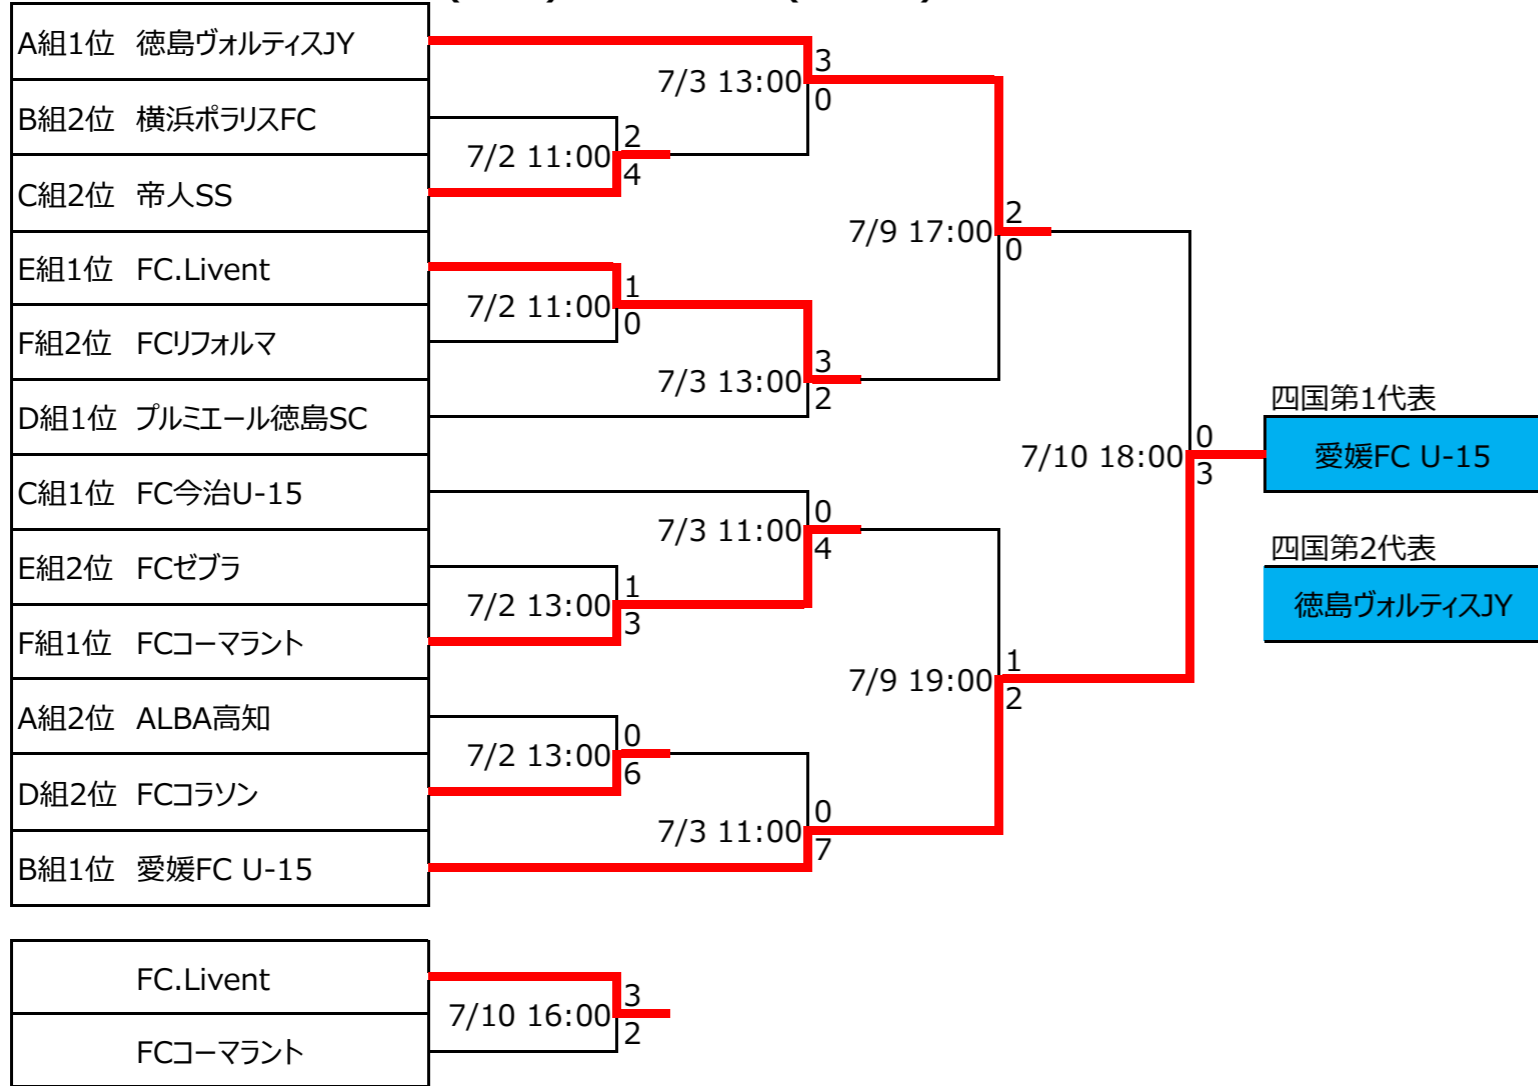 A組1位 徳島ヴォルティスJY
B組2位 横浜ポラリスFC
C組2位 帝人SS
E組1位 FC.Livent
F組2位 FCリフォルマ
D組1位 プルミエール徳島SC
C組1位 FC今治U-15
E組2位 FCゼブラ
F組1位 FCコーマラント
A組2位 ALBA高知
D組2位 FCコラソン
B組1位 愛媛FC U-15
7/2 11:00
2
4
7/2 11:00
1
0
7/2 13:00
1
3
7/2 13:00
0
6
7/3 13:00
3
0
7/3 13:00
3
2
7/3 11:00
0
4
7/3 11:00
0
7
7/9 17:00
2
0
7/9 19:00
1
2
7/10 18:00
0
3
四国第1代表
愛媛FC U-15
四国第2代表
徳島ヴォルティスJY
FC.Livent
FCコーマラント
7/10 16:00
3
2